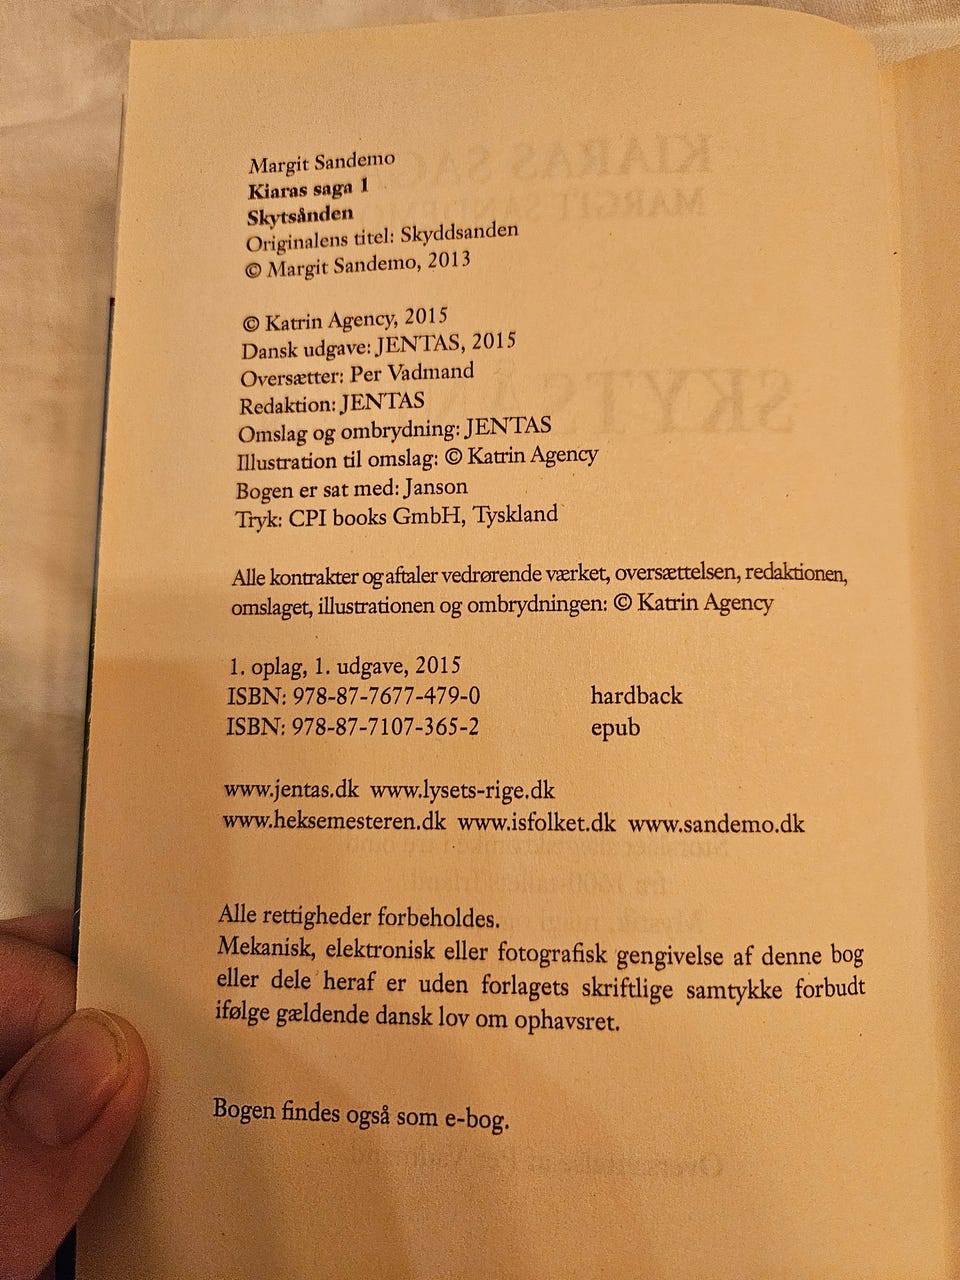 Margit Sandemo
Kiaras saga 1
Skytsånden
Originalens titel: Skyddsanden
© Margit Sandemo, 2013
© Katrin Agency, 2015
Dansk udgave: JENTAS, 2015
Oversætter: Per Vadmand
Redaktion: JENTAS
Omslag og ombrydning: JENTAS
Illustration til omslag: © Katrin Agency
Bogen er sat med: Janson
Tryk: CPI books GmbH, Tyskland
Alle kontrakter og aftaler vedrørende værket, oversættelsen, redaktionen,
omslaget, illustrationen og ombrydningen: © Katrin Agency
1. oplag, 1. udgave, 2015
ISBN: 978-87-7677-479-0 hardback
ISBN: 978-87-7107-365-2 epub
www.jentas.dk www.lysets-rige.dk
www.heksemesteren.dk www.isfolket.dk www.sandemo.dk
Alle rettigheder forbeholdes.
Mekanisk, elektronisk eller fotografisk gengivelse af denne bog
eller dele heraf er uden forlagets skriftlige samtykke forbudt
ifølge gældende dansk lov om ophavsret.
Bogen findes også som e-bog.